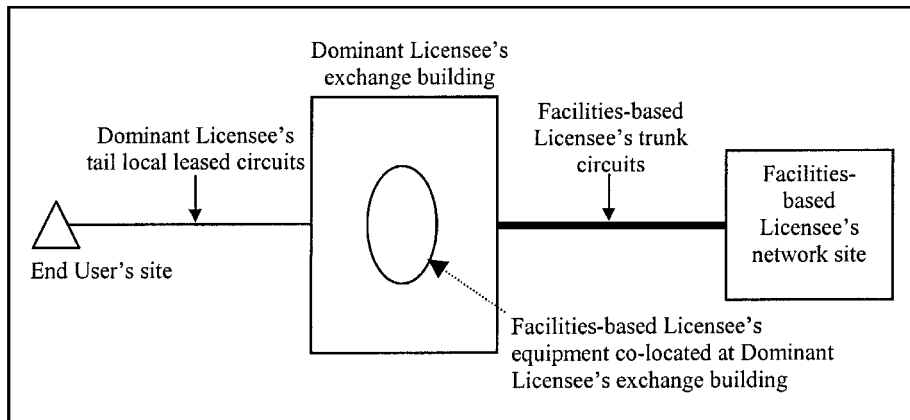 Dominant Licensee's
exchange building
Dominant Licensee's
tail local leased circuits
Facilities-based
Licensee's trunk
circuits
Facilities-
based
Licensee's
network site
End User's site
Facilities-based Licensee's
equipment co-located at Dominant
Licensee's exchange building